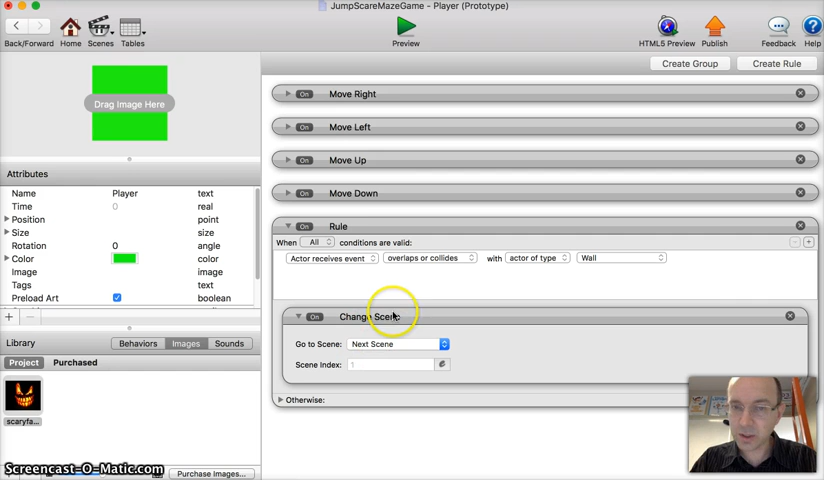 JumpScareMazeGame - Player (Prototype)
Back/Forward
Home
Scenes
Tables
Preview
HTML5 Preview
Publish
Feedback
Help
Create Group
Create Rule
Drag Image Here
On Move Right
On Move Left
On Move Up
On Move Down
Attributes
Name Player text
Time 0 real
Position point
Size size
Rotation 0 angle
Color color
Image image
Tags text
Preload Art boolean
On Rule
When All conditions are valid:
Actor receives event overlaps or collides with actor of type Wall
On Change Scene
Go to Scene: Next Scene
Scene Index: 1
Otherwise:
Library
Behaviors Images Sounds
Project Purchased
scaryfa...
Purchase Images...
Screencast-O-Matic.com